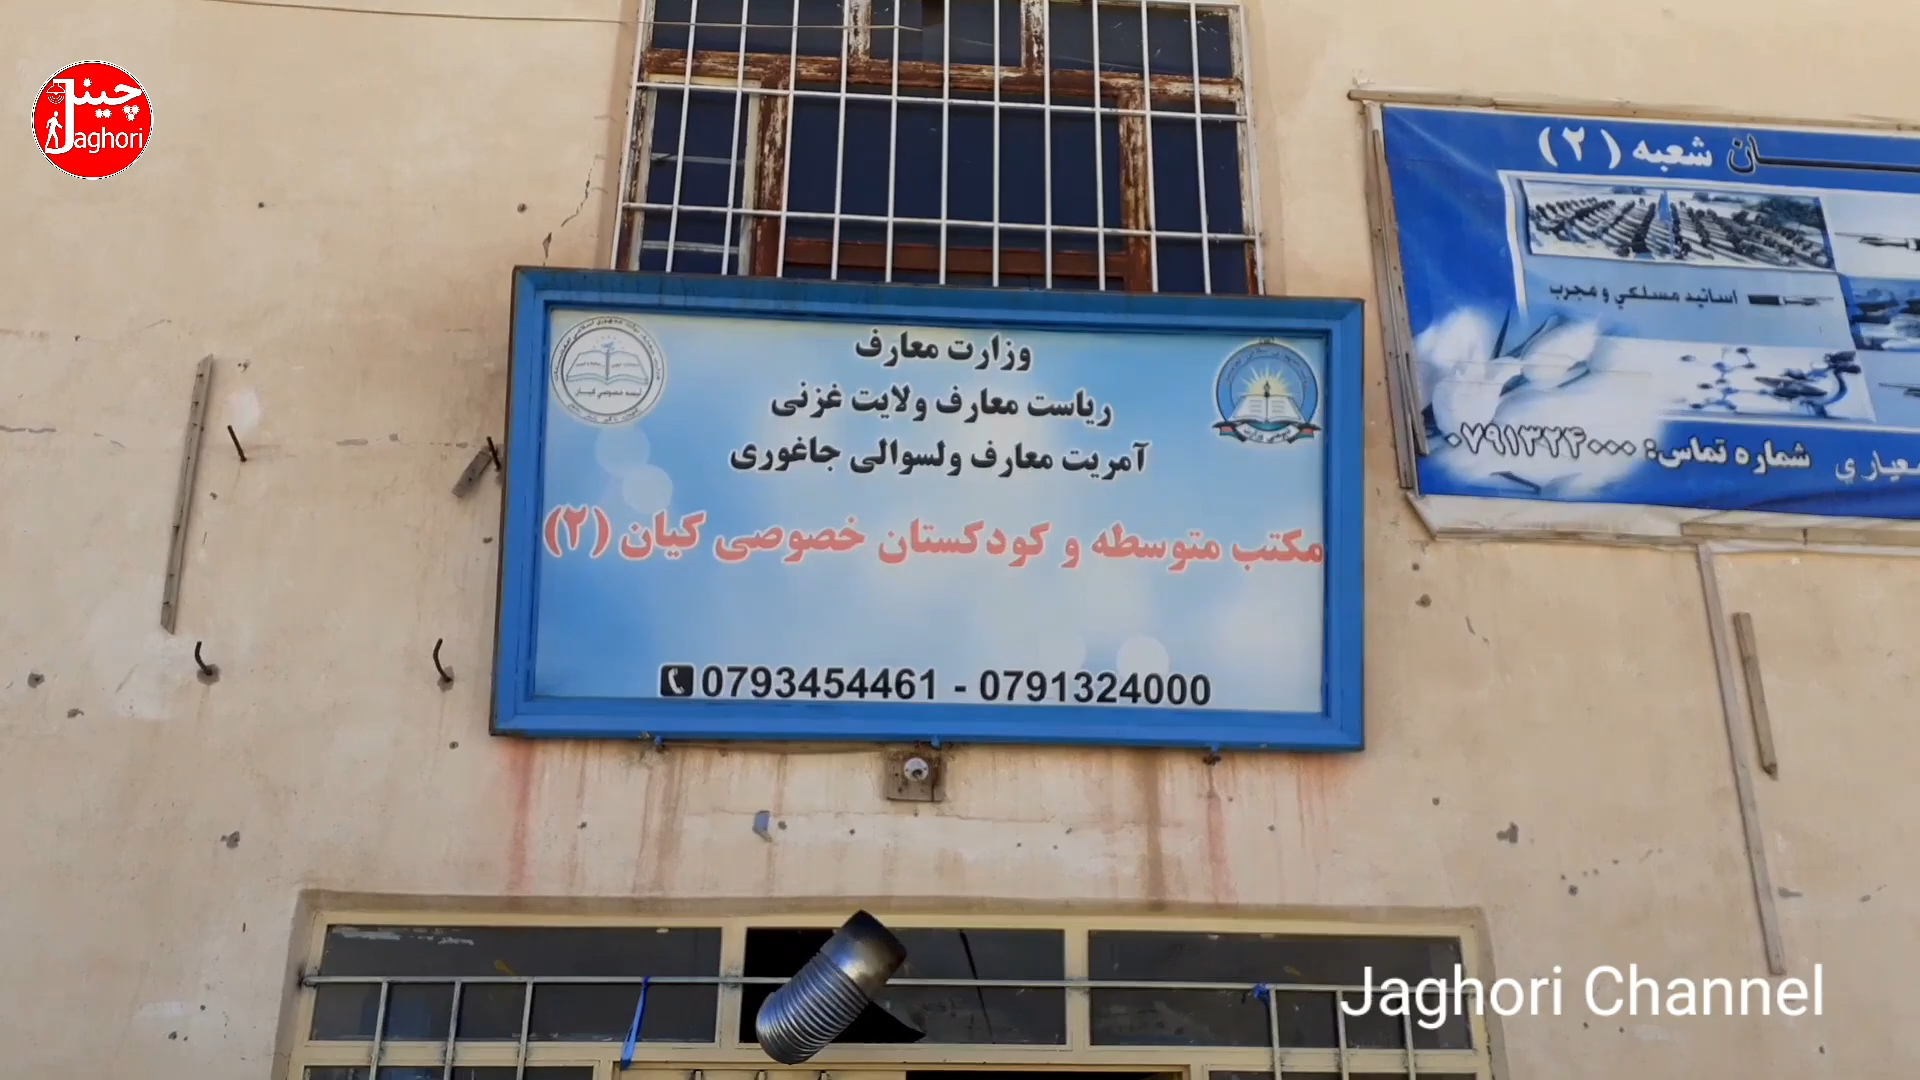 چینل
Jaghori
وزارت معارف
ریاست معارف ولایت غزنی
آمریت معارف ولسوالی جاغوری
مکتب متوسطه و کودکستان خصوصی کیان (۲)
0793454461 - 0791324000
شعبه (۲)
اساتید مسلکي و مجرب
شماره تماس: ۰۷۹۱۳۲۴۰۰۰
Jaghori Channel